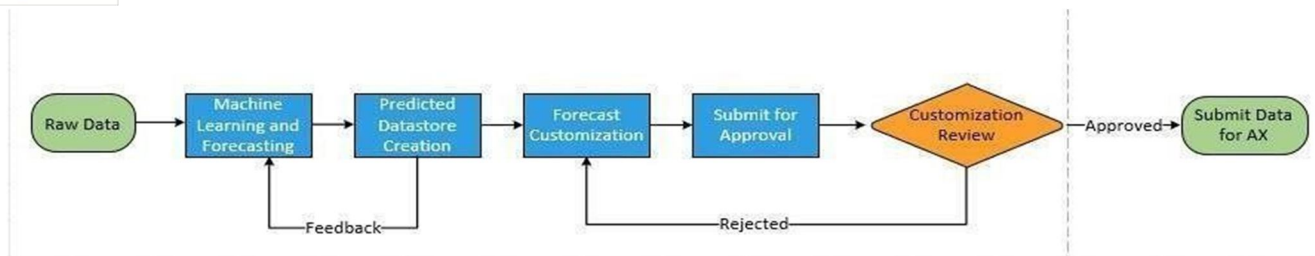 Raw Data
Machine
Learning and
Forecasting
Predicted
Datastore
Creation
Forecast
Customization
Submit for
Approval
Customization
Review
Approved
Submit Data
for AX
Feedback
Rejected